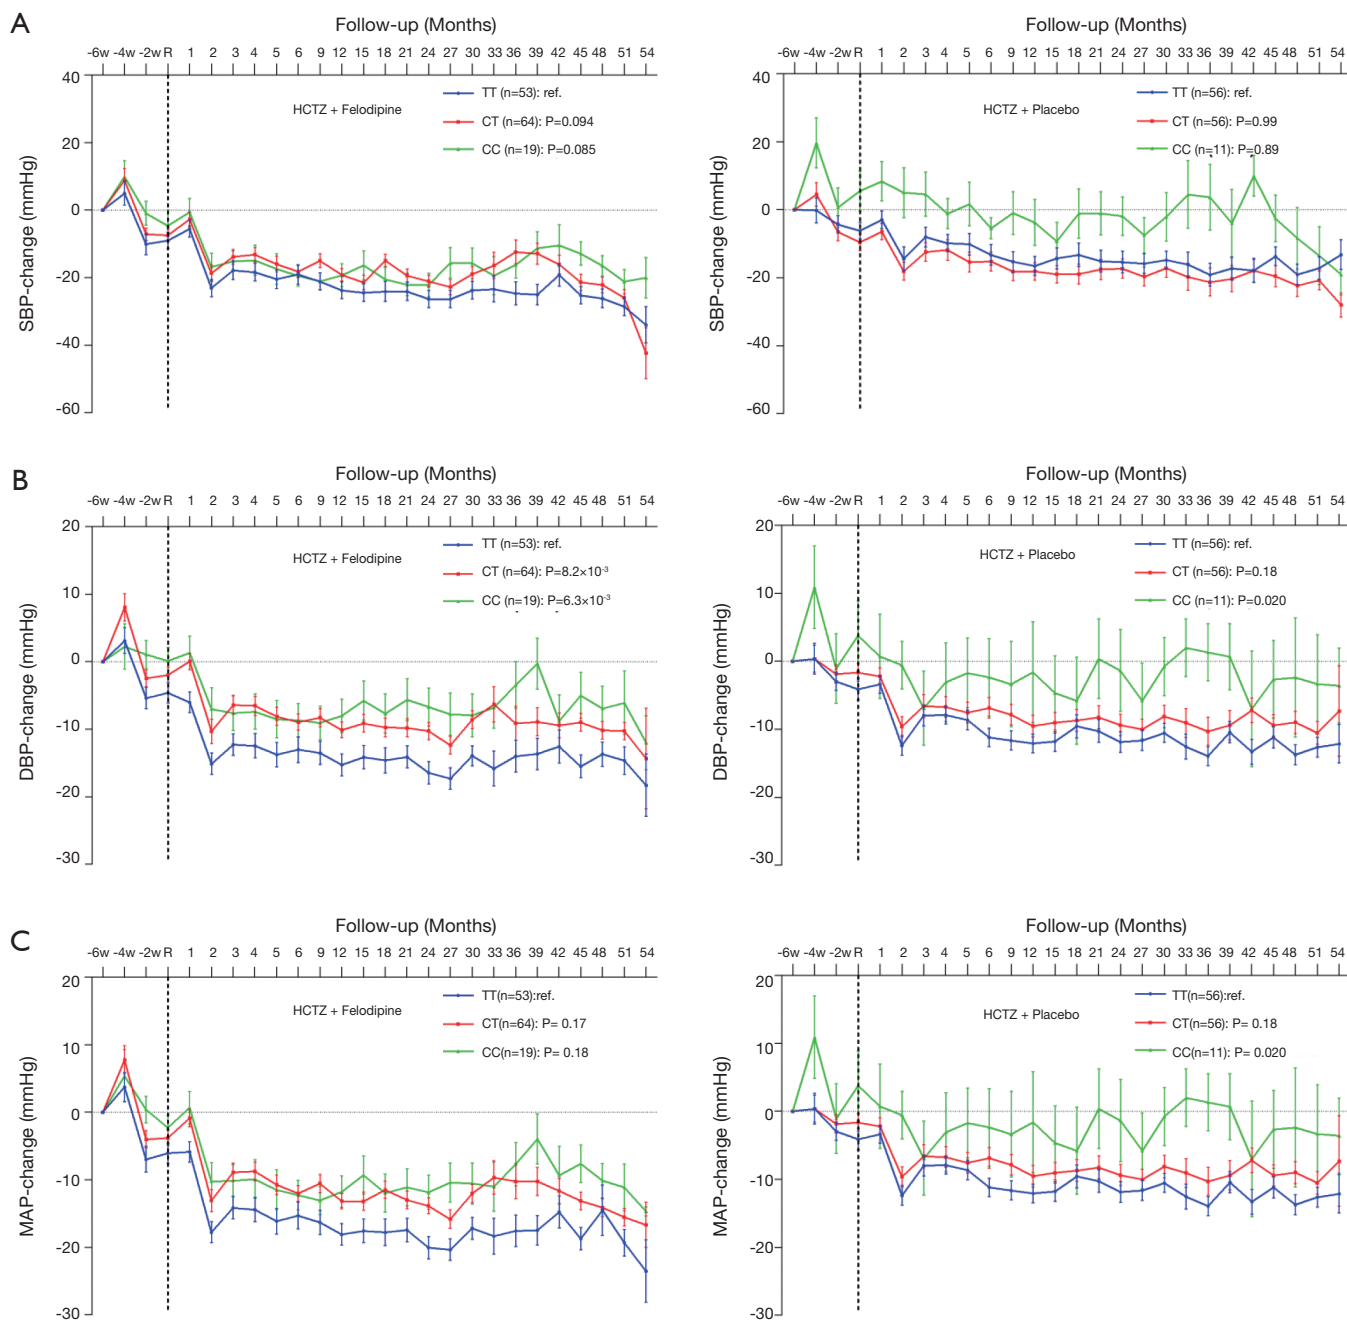 A
Follow-up (Months)
-6w -4w -2w R 1 2 3 4 5 6 9 12 15 18 21 24 27 30 33 36 39 42 45 48 51 54
40
20
0
-20
-40
-60
SBP-change (mmHg)
HCTZ + Felodipine
TT (n=53): ref.
CT (n=64): P=0.094
CC (n=19): P=0.085
Follow-up (Months)
-6w -4w -2w R 1 2 3 4 5 6 9 10 12 15 18 21 24 27 30 33 37 39 42 45 48 51 54
40
20
0
-20
-40
-60
SBP-change (mmHg)
HCTZ + Placebo
TT (n=56): ref.
CT (n=56): P=0.99
CC (n=11): P=0.89
B
Follow-up (Months)
-6w -4w -2w R 1 2 3 4 5 6 9 12 15 18 21 24 27 30 33 36 39 42 45 48 51 54
20
10
0
-10
-20
-30
DBP-change (mmHg)
HCTZ + Felodipine
TT (n=53): ref.
CT (n=64): P=8.2×10⁻³
CC (n=19): P=6.3×10⁻³
Follow-up (Months)
-6w -4w -2w R 1 2 3 4 5 6 9 12 15 18 21 24 27 30 33 36 39 42 45 48 51 54
20
10
0
-10
-20
-30
DBP-change (mmHg)
HCTZ + Placebo
TT (n=56): ref.
CT (n=56): P=0.18
CC (n=11): P=0.020
C
Follow-up (Months)
-6w -4w -2w R 1 2 3 4 5 6 9 12 15 18 21 24 27 30 33 36 39 42 45 48 51 54
20
10
0
-10
-20
-30
MAP-change (mmHg)
HCTZ + Felodipine
TT(n=53):ref.
CT(n=64): P= 0.17
CC(n=19): P= 0.18
Follow-up (Months)
-6w -4w -2w R 1 2 3 4 5 6 9 12 15 18 21 24 27 30 33 36 39 42 45 48 51 54
20
10
0
-10
-20
-30
MAP-change (mmHg)
HCTZ + Placebo
TT(n=56):ref.
CT(n=56): P= 0.18
CC(n=11): P= 0.020